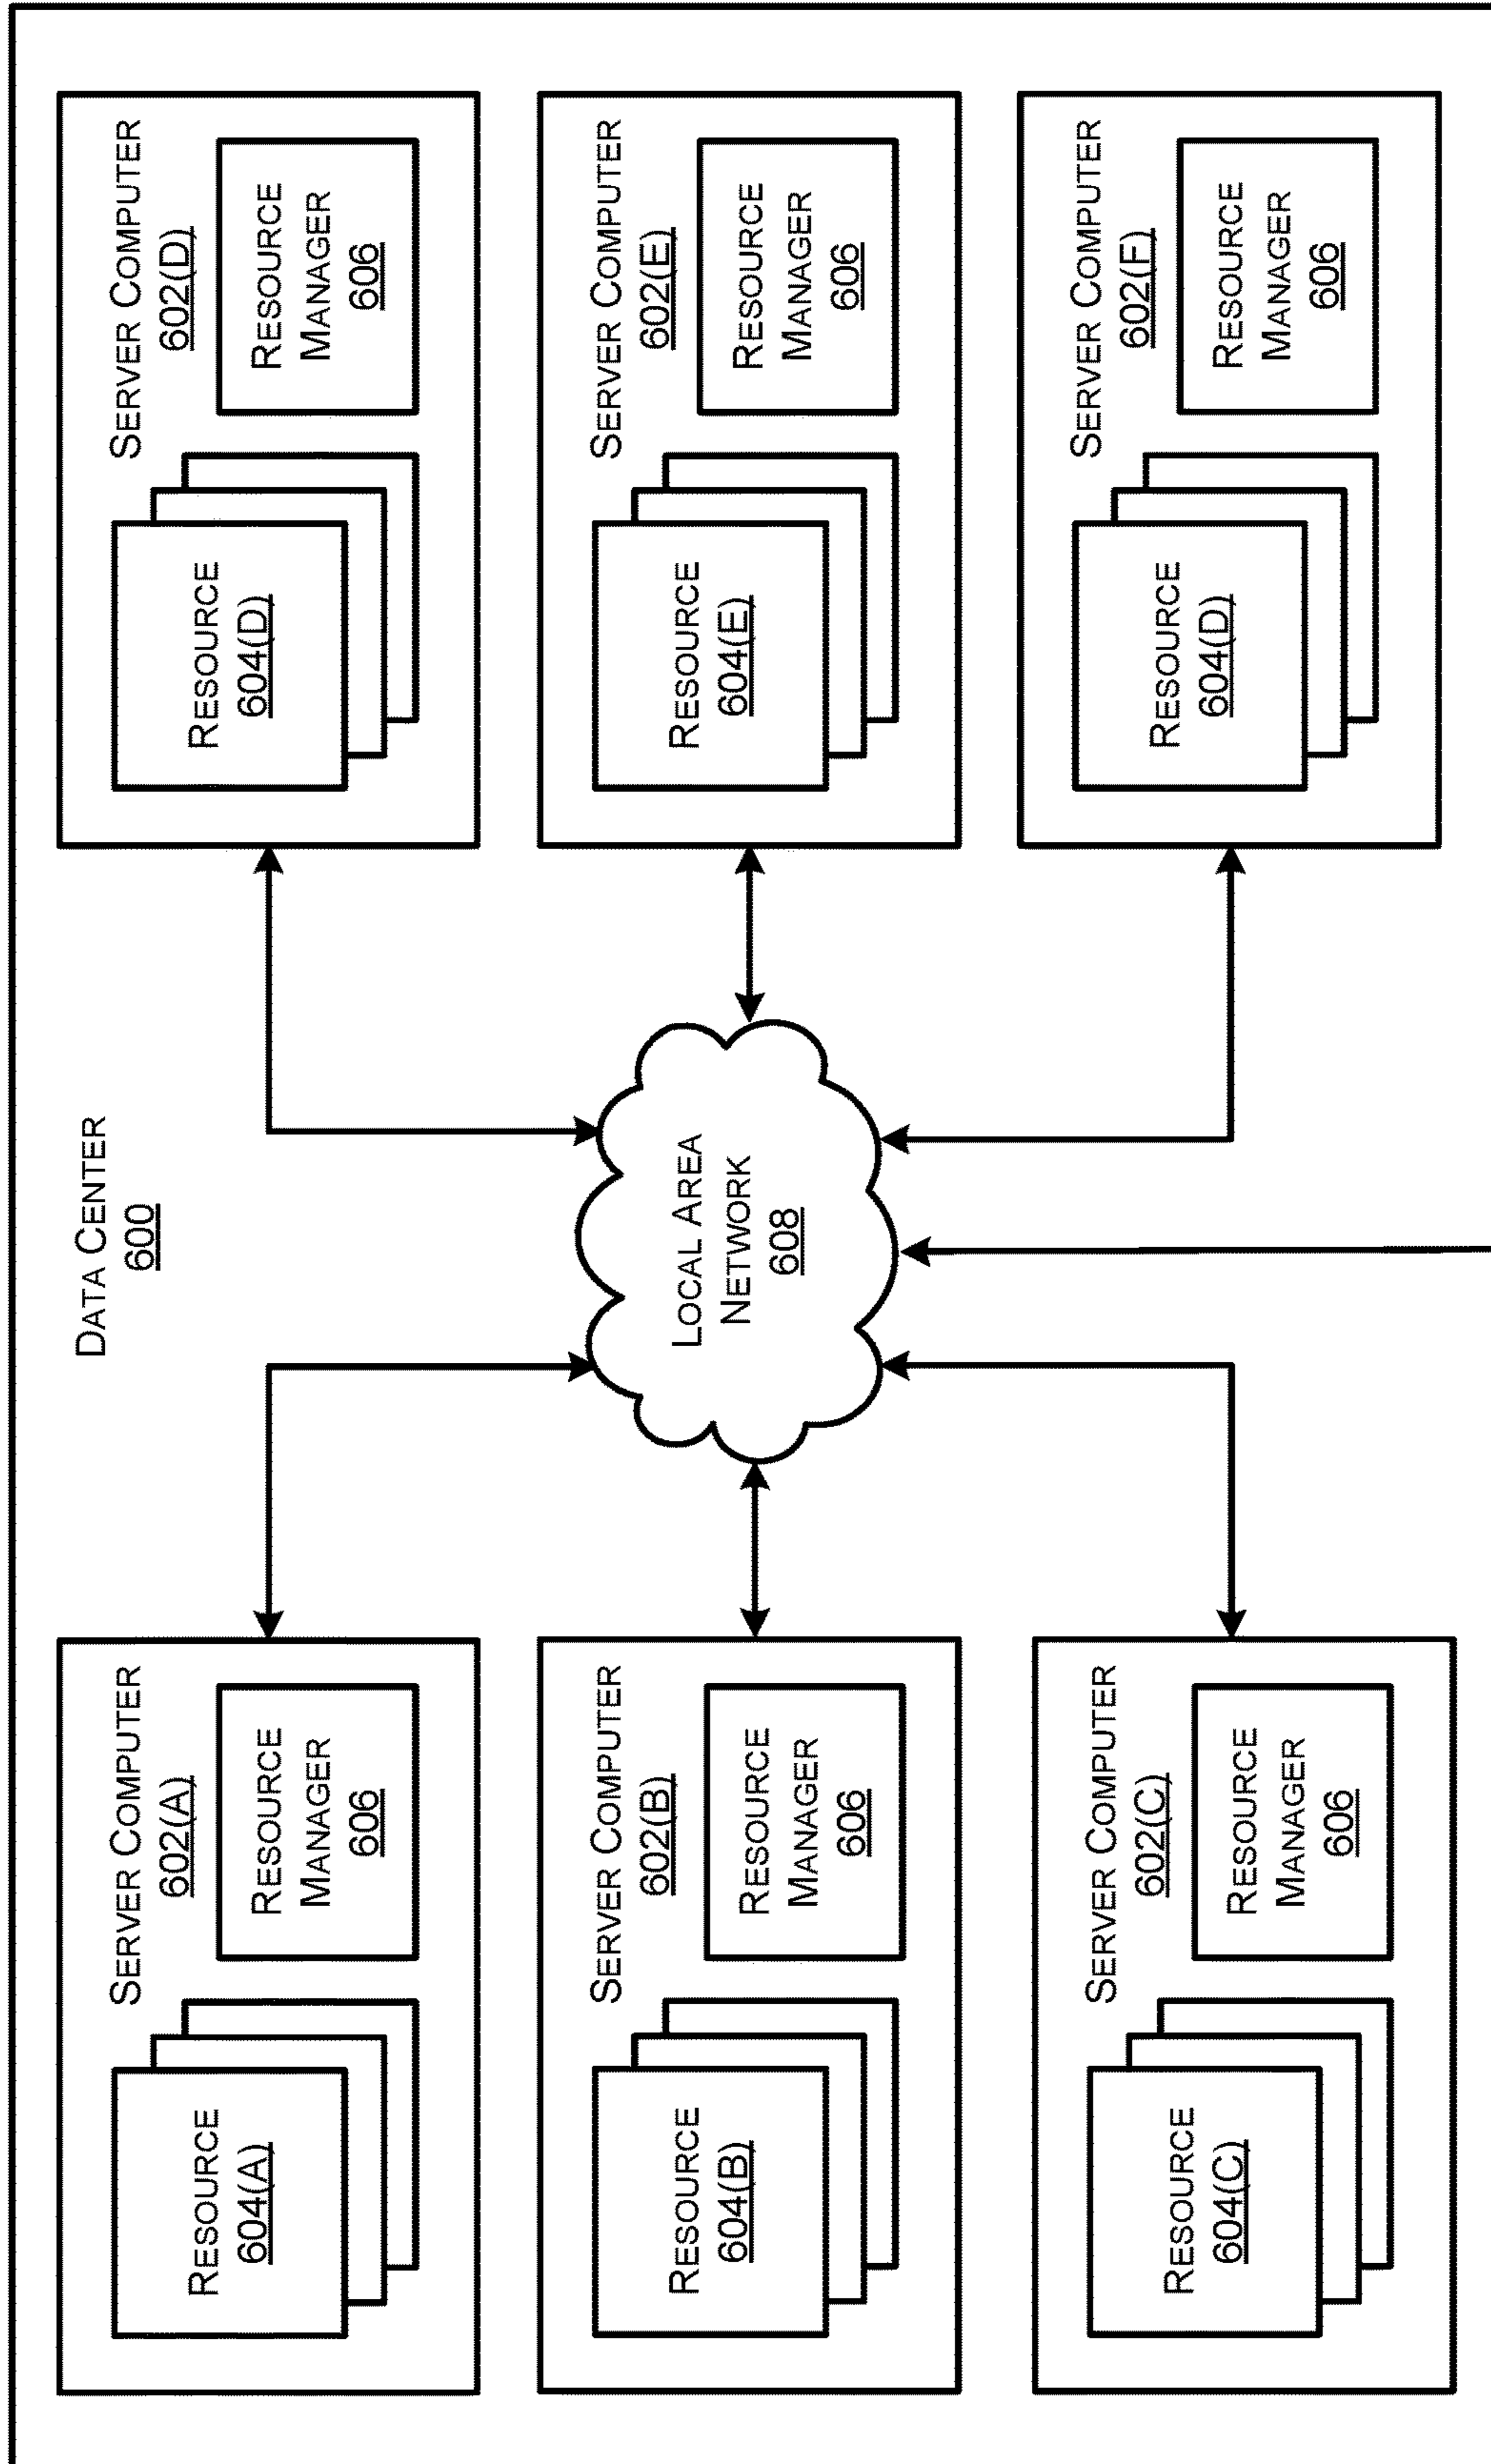 DATA CENTER
600
SERVER COMPUTER
602(A)
RESOURCE
604(A)
RESOURCE
MANAGER
606
SERVER COMPUTER
602(B)
RESOURCE
604(B)
RESOURCE
MANAGER
606
SERVER COMPUTER
602(C)
RESOURCE
604(C)
RESOURCE
MANAGER
606
LOCAL AREA
NETWORK
608
SERVER COMPUTER
602(D)
RESOURCE
604(D)
RESOURCE
MANAGER
606
SERVER COMPUTER
602(E)
RESOURCE
604(E)
RESOURCE
MANAGER
606
SERVER COMPUTER
602(F)
RESOURCE
604(D)
RESOURCE
MANAGER
606